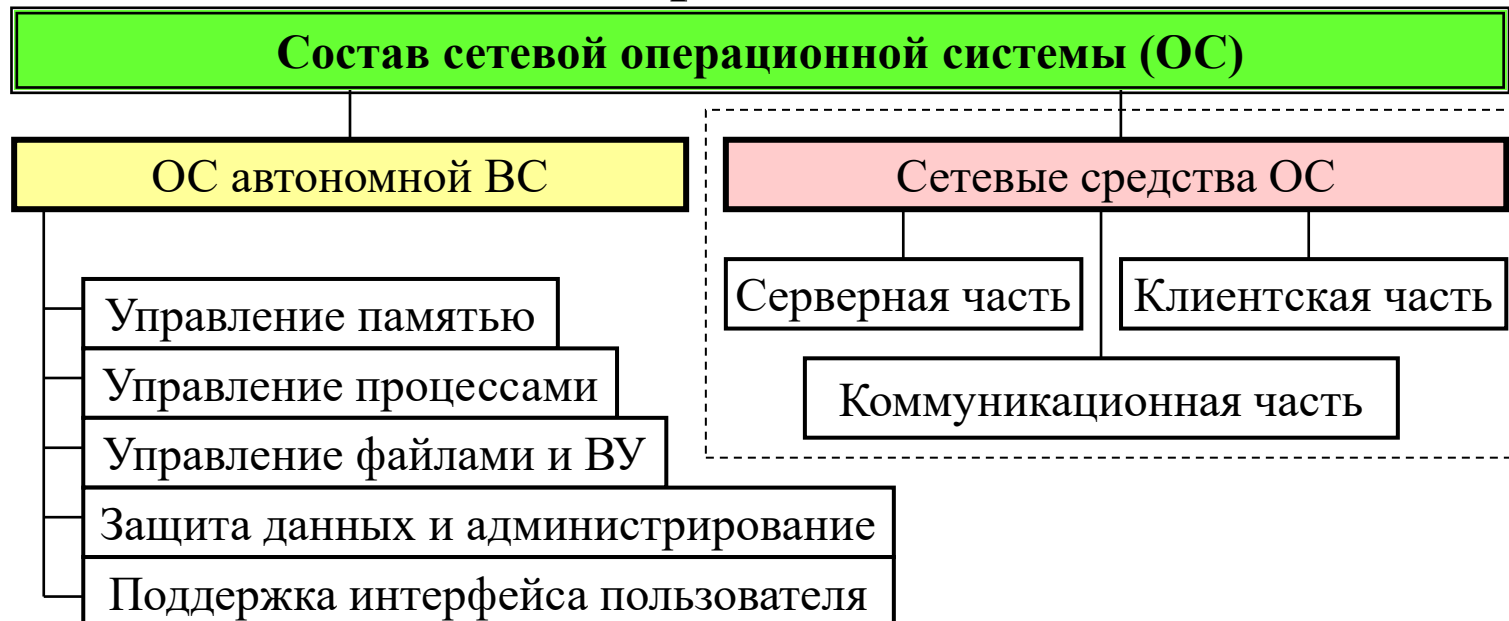 Состав сетевой операционной системы (ОС)
ОС автономной ВС
Управление памятью
Управление процессами
Управление файлами и ВУ
Защита данных и администрирование
Поддержка интерфейса пользователя
Сетевые средства ОС
Серверная часть
Клиентская часть
Коммуникационная часть